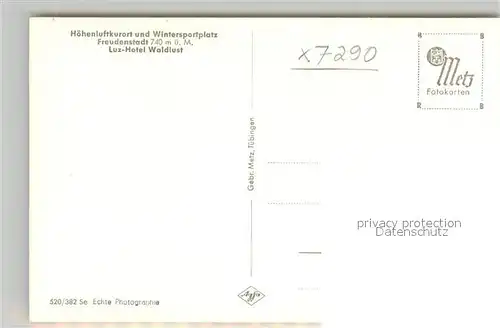 Höhenluftkurort und Wintersportplatz
Freudenstadt 740 m ü. M.
Luz-Hotel Waldlust
x7290
Metz
Fotokarten
Gebr. Metz, Tübingen
privacy protection
Datenschutz
Agfa
520/382 Se Echte Photographie